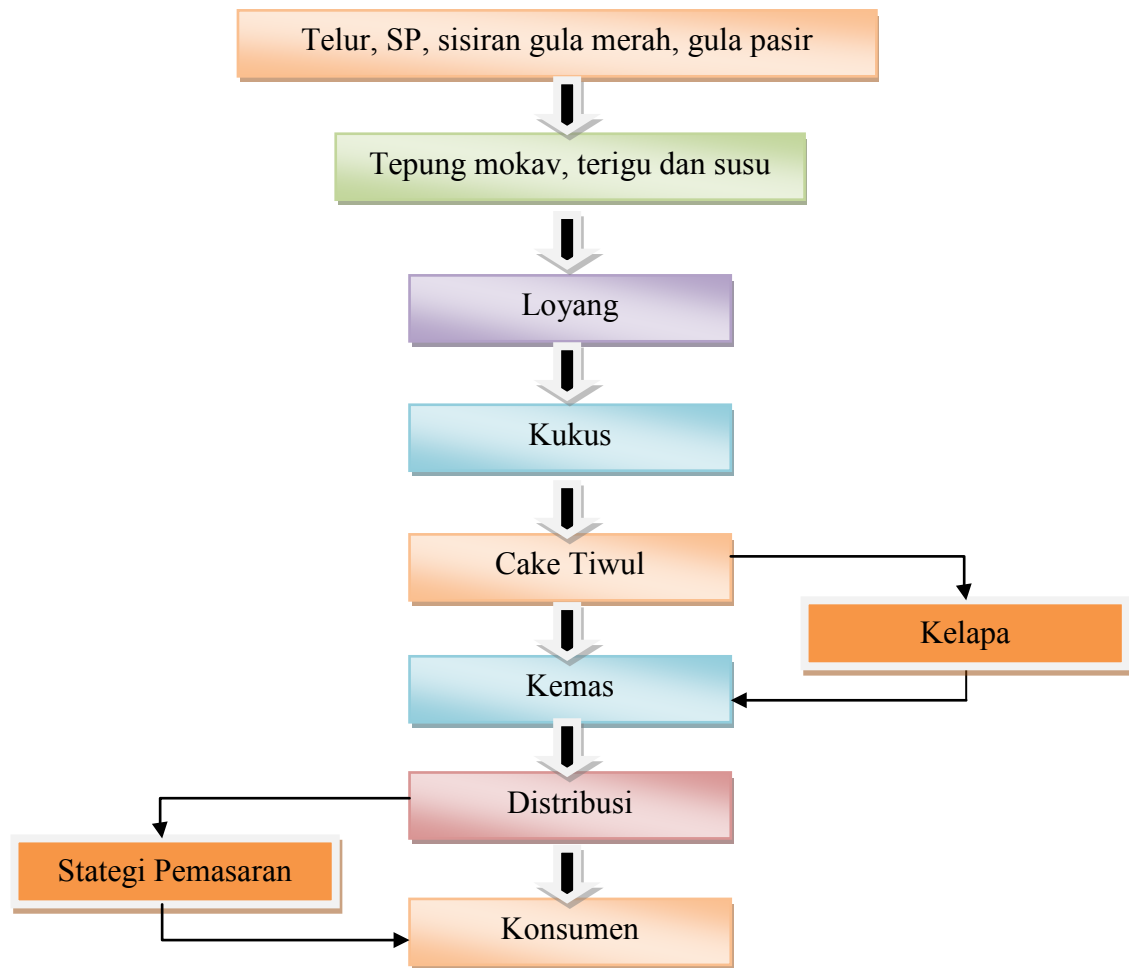 Telur, SP, sisiran gula merah, gula pasir
Tepung mokav, terigu dan susu
Loyang
Kukus
Cake Tiwul
Kelapa
Kemas
Distribusi
Stategi Pemasaran
Konsumen